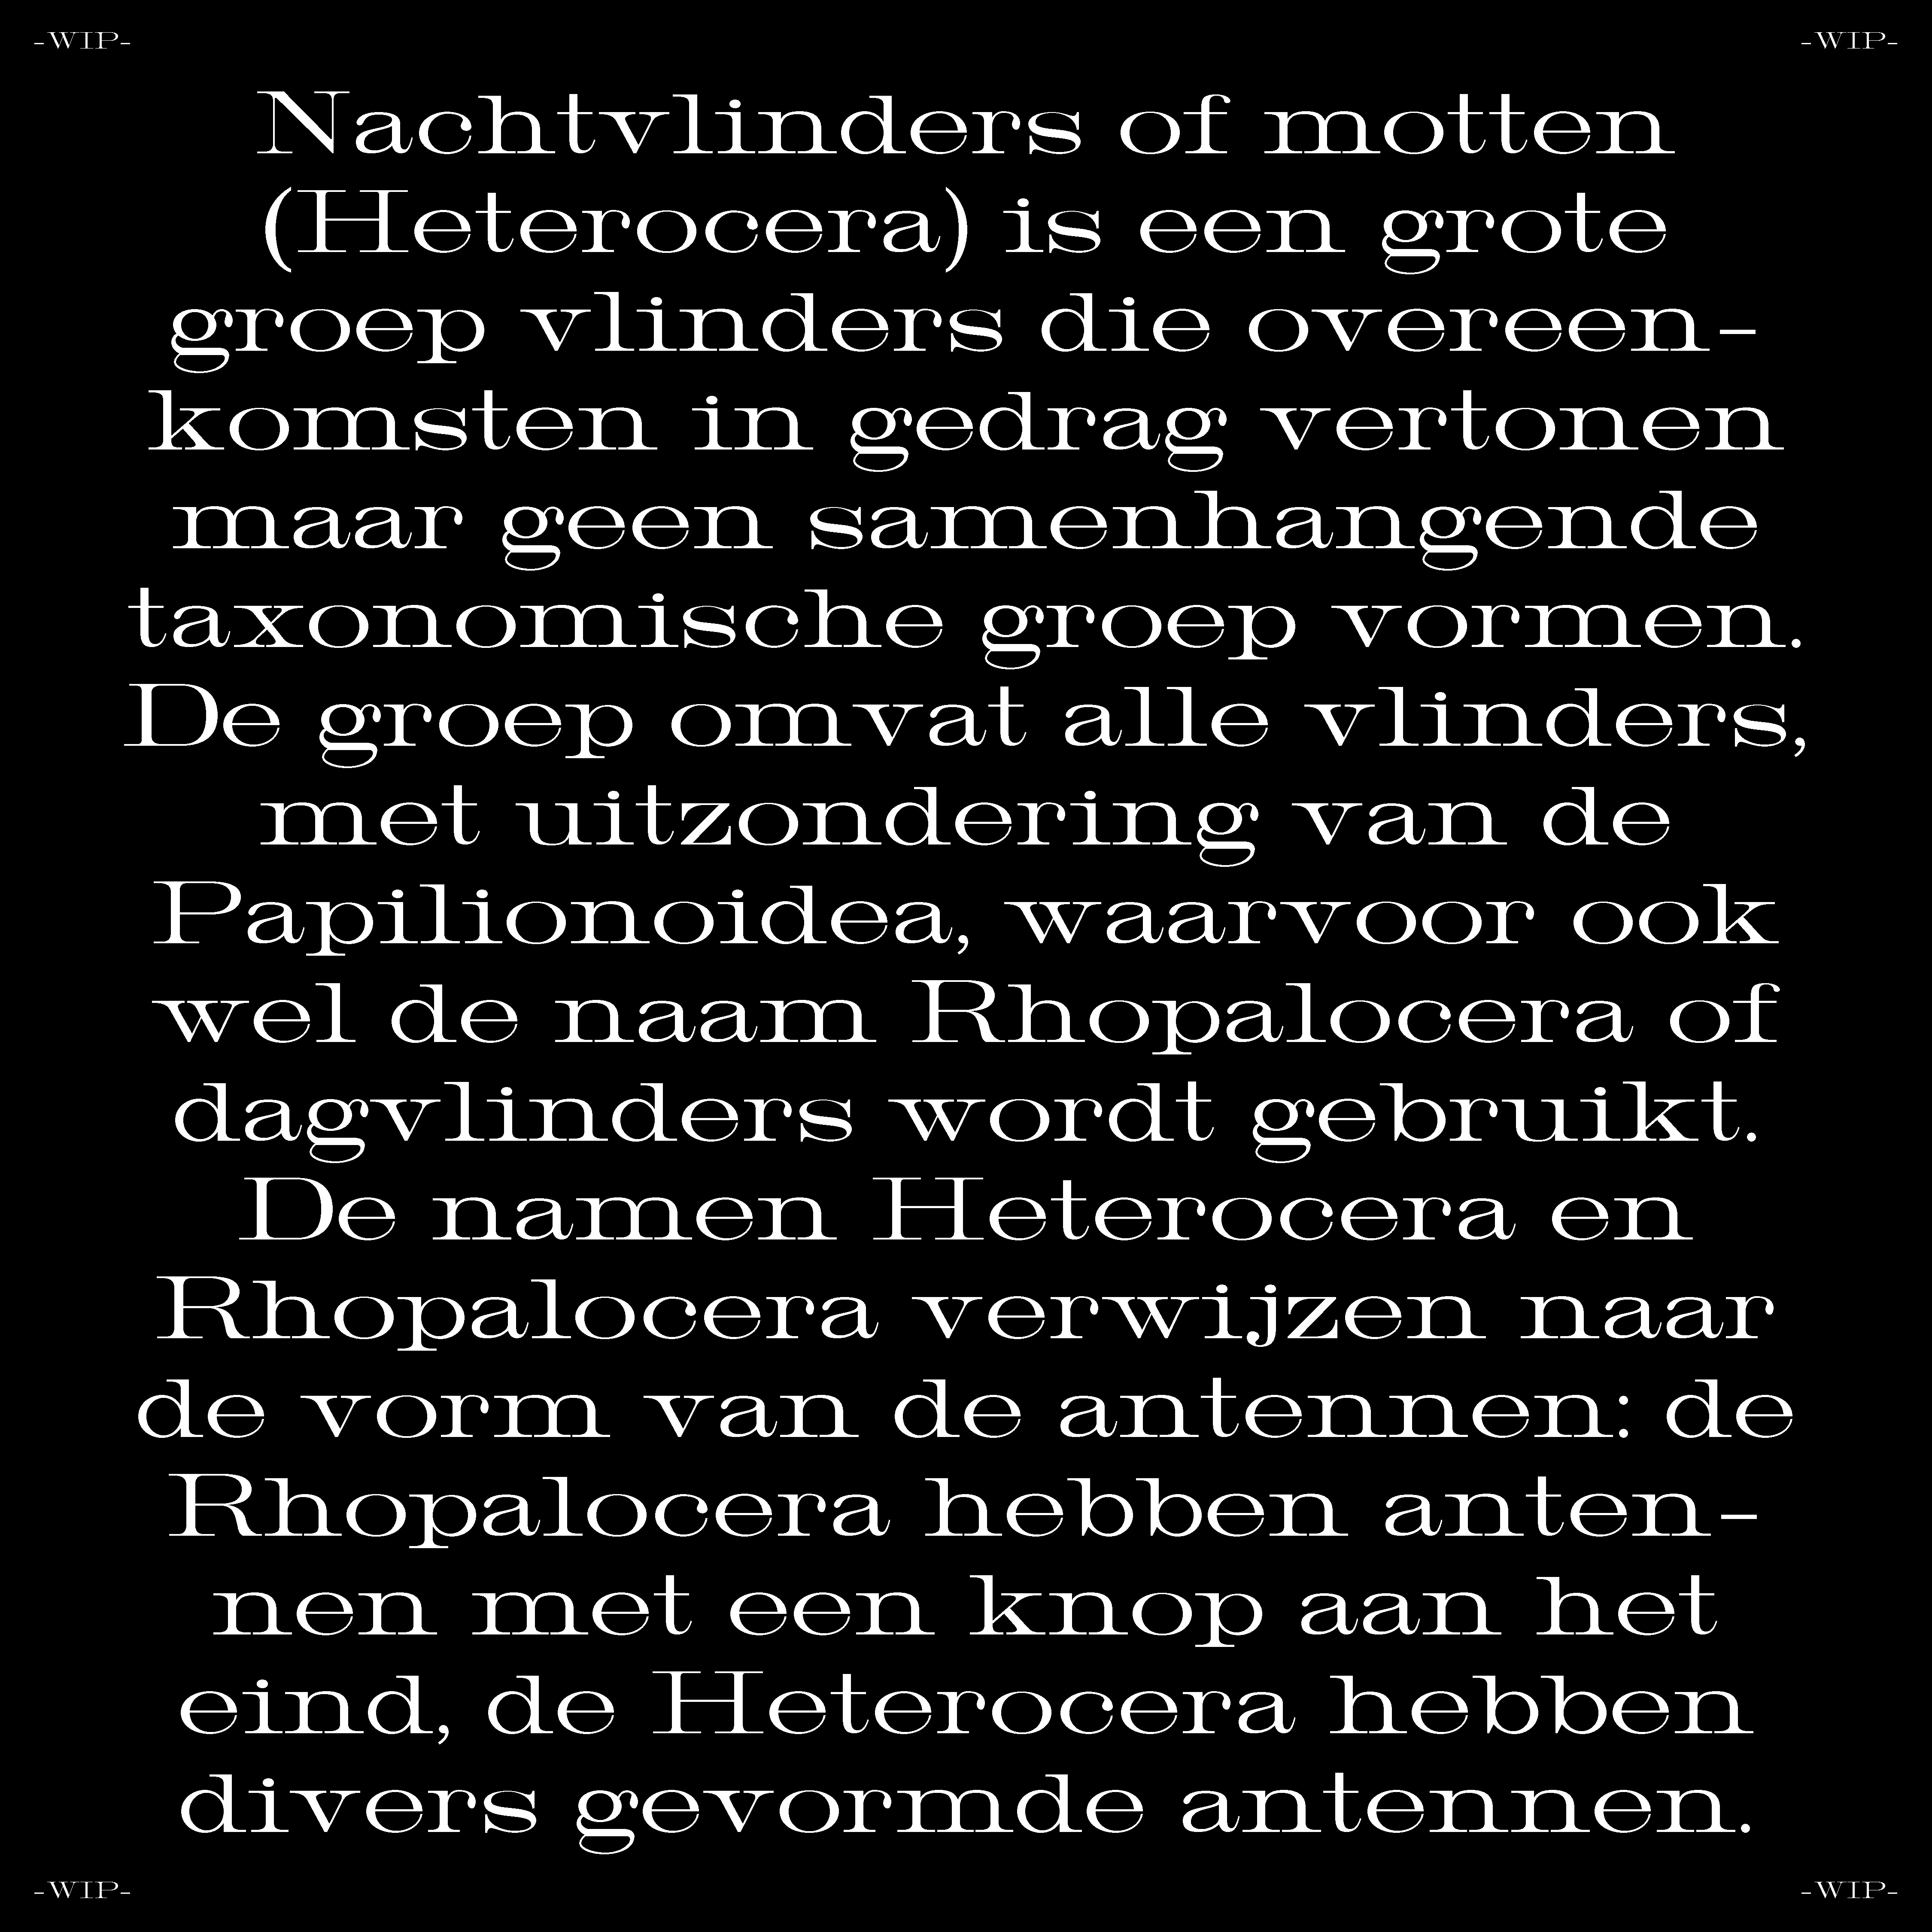 -WIP- -WIP-
Nachtvlinders of motten
(Heterocera) is een grote
groep vlinders die overeen-
komsten in gedrag vertonen
maar geen samenhangende
taxonomische groep vormen.
De groep omvat alle vlinders,
met uitzondering van de
Papilionoidea, waarvoor ook
wel de naam Rhopalocera of
dagvlinders wordt gebruikt.
De namen Heterocera en
Rhopalocera verwijzen naar
de vorm van de antennen: de
Rhopalocera hebben anten-
nen met een knop aan het
eind, de Heterocera hebben
divers gevormde antennen.
-WIP- -WIP-